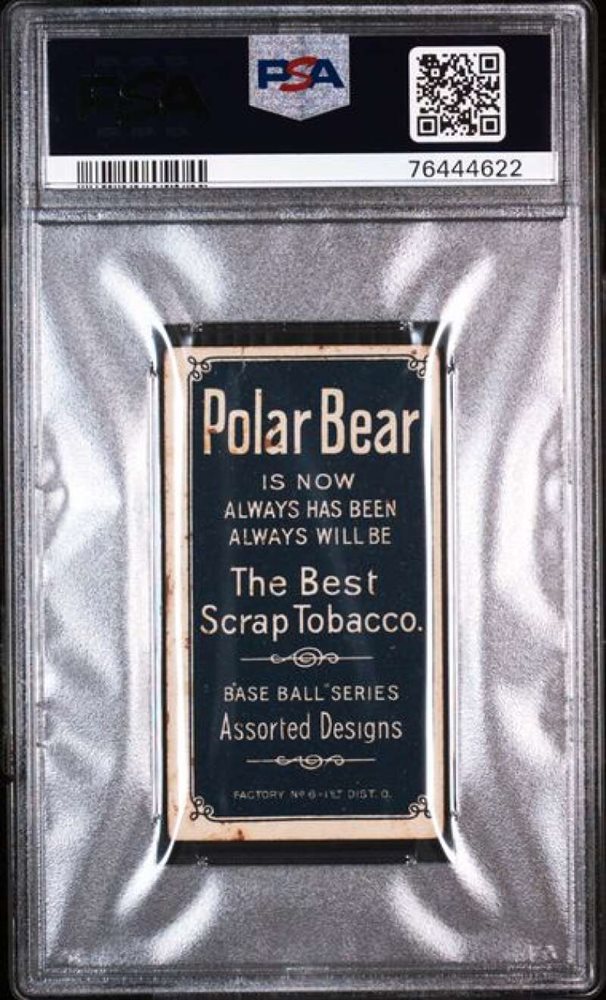 PSA
PSA
76444622
Polar Bear
IS NOW
ALWAYS HAS BEEN
ALWAYS WILL BE
The Best
Scrap Tobacco.
BASE BALL SERIES
Assorted Designs
FACTORY Nº 6-1ST DIST. O.